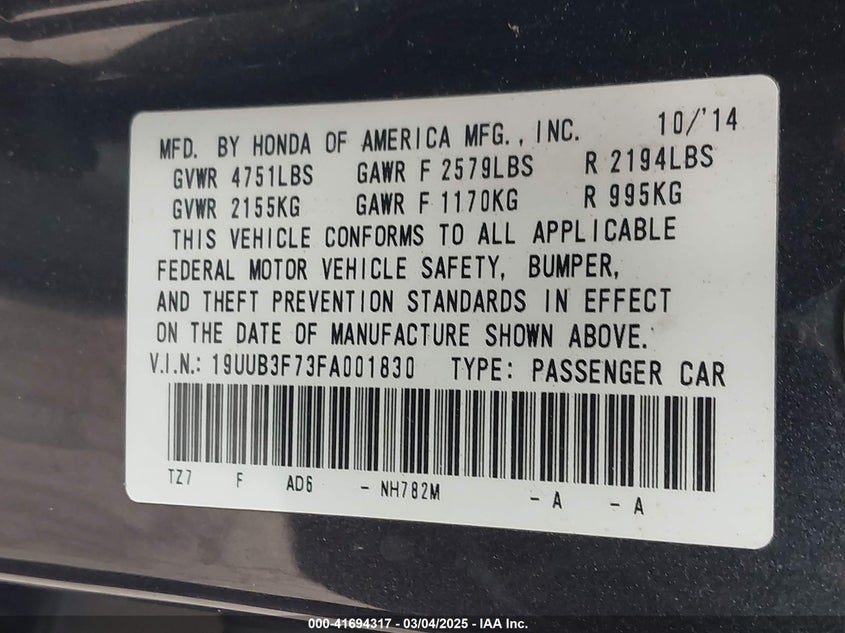 MFD. BY HONDA OF AMERICA MFG., INC. 10/'14
GVWR 4751LBS GAWR F 2579LBS R 2194LBS
GVWR 2155KG GAWR F 1170KG R 995KG
THIS VEHICLE CONFORMS TO ALL APPLICABLE
FEDERAL MOTOR VEHICLE SAFETY, BUMPER,
AND THEFT PREVENTION STANDARDS IN EFFECT
ON THE DATE OF MANUFACTURE SHOWN ABOVE.
V.I.N.: 19UUB3F73FA001830 TYPE: PASSENGER CAR
TZ7 F AD6 - NH782M - A - A
000-41694317 - 03/04/2025 - IAA Inc.